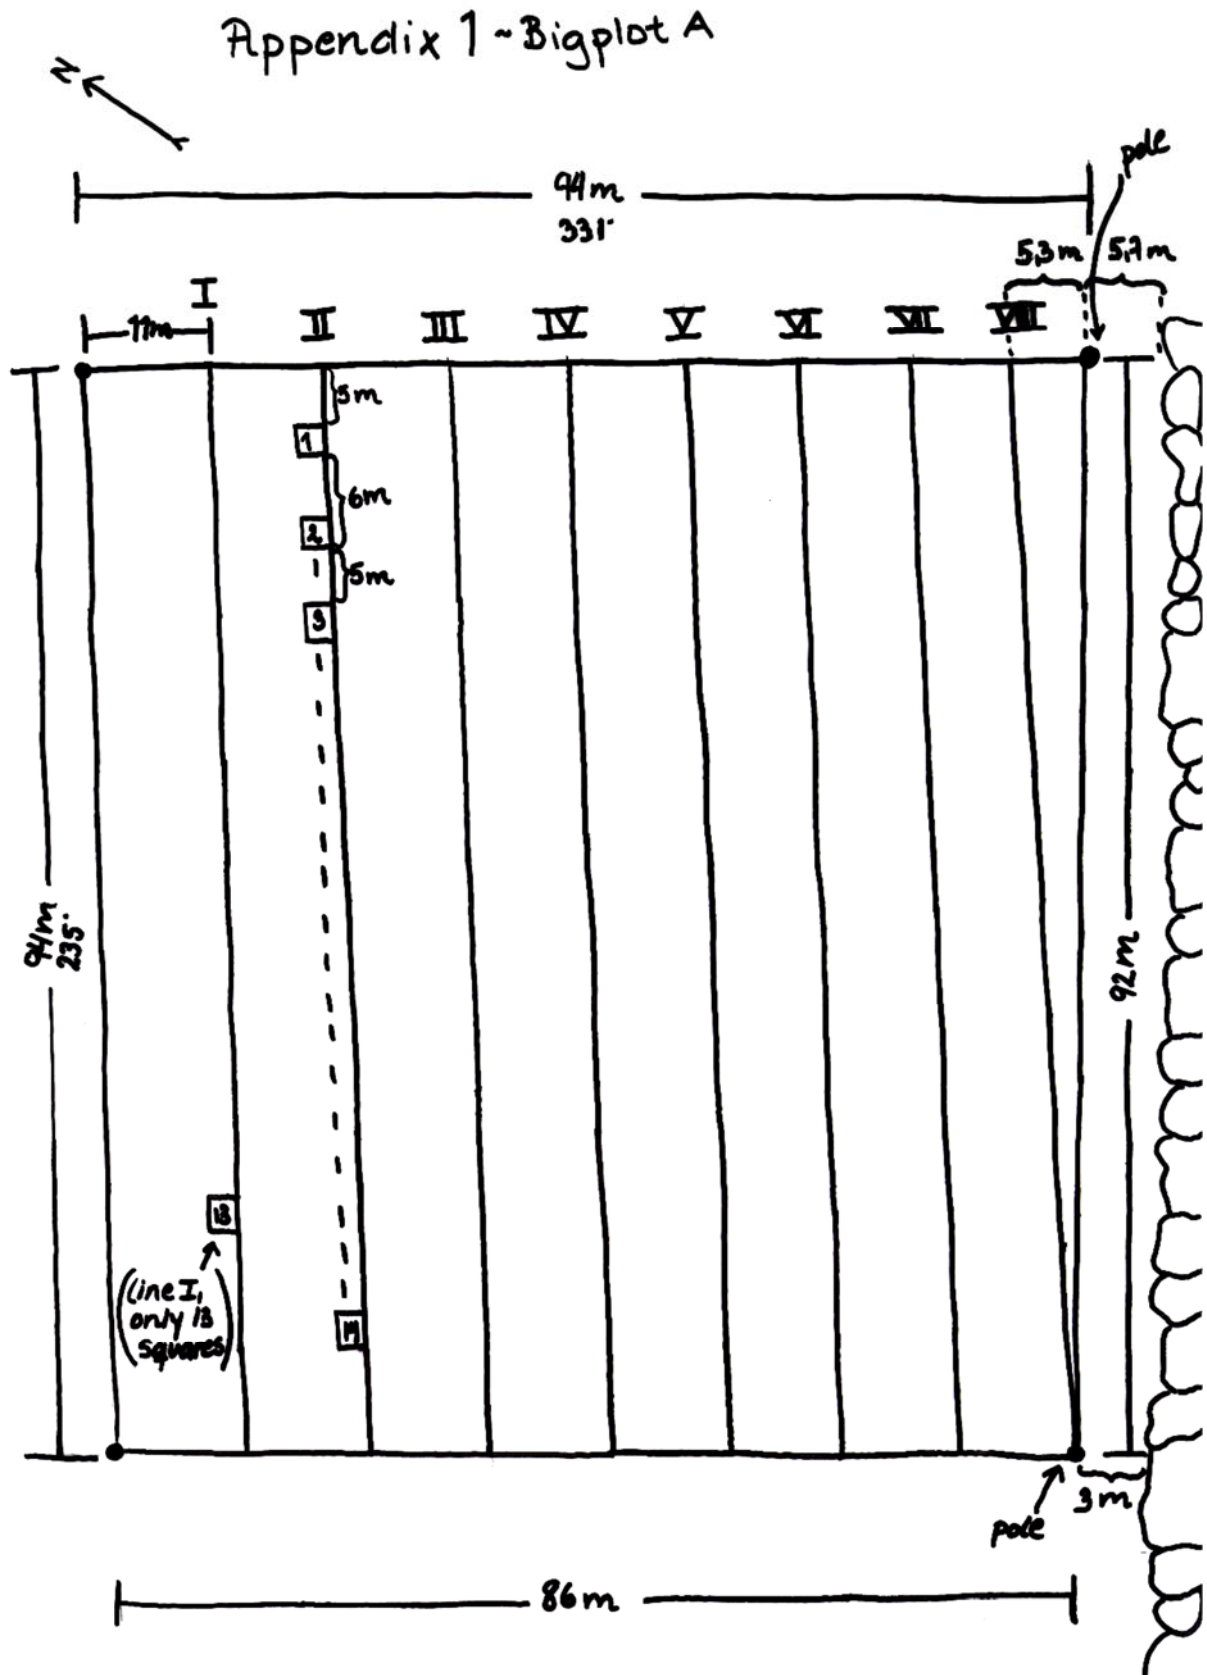 Appendix 1 ~ Bigplot A
N
pole
94m
331°
5,3m 5,7m
I
11m
II III IV V VI VII VIII
5m
1
6m
2
5m
3
94m
235°
92m
13
(line I,
only 13
squares)
14
3m
pole
86m